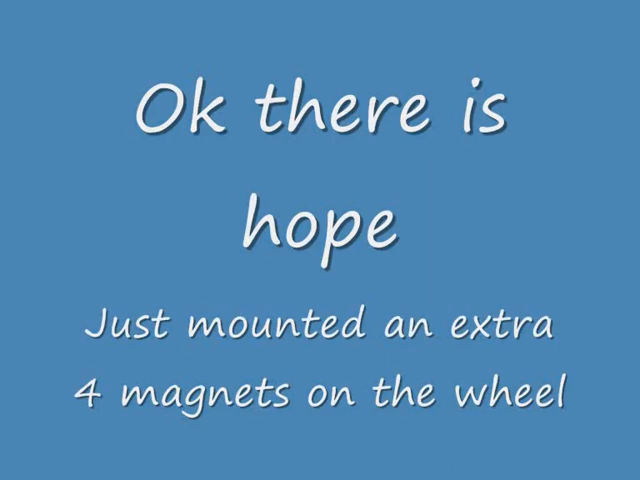 Ok there is
hope
Just mounted an extra
4 magnets on the wheel